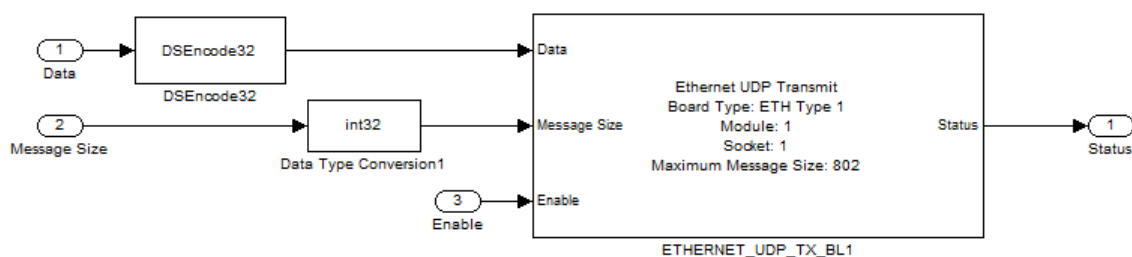 1
Data
DSEncode32
DSEncode32
2
Message Size
int32
Data Type Conversion1
3
Enable
Data
Message Size
Enable
Ethernet UDP Transmit
Board Type: ETH Type 1
Module: 1
Socket: 1
Maximum Message Size: 802
Status
ETHERNET_UDP_TX_BL1
1
Status